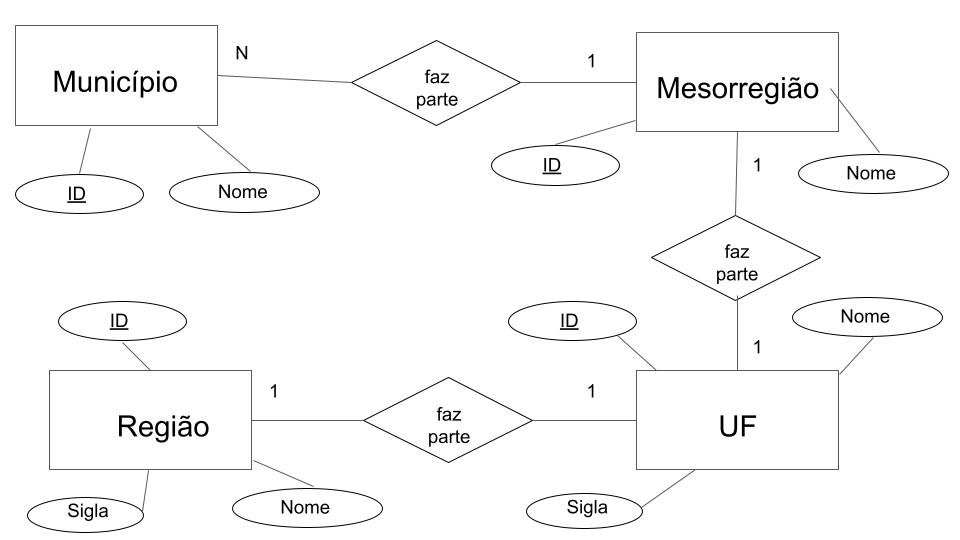 Município
N
faz
parte
1
Mesorregião
ID
Nome
ID
1
Nome
faz
parte
ID
ID
Nome
1
Região
1
faz
parte
1
UF
Sigla
Nome
Sigla